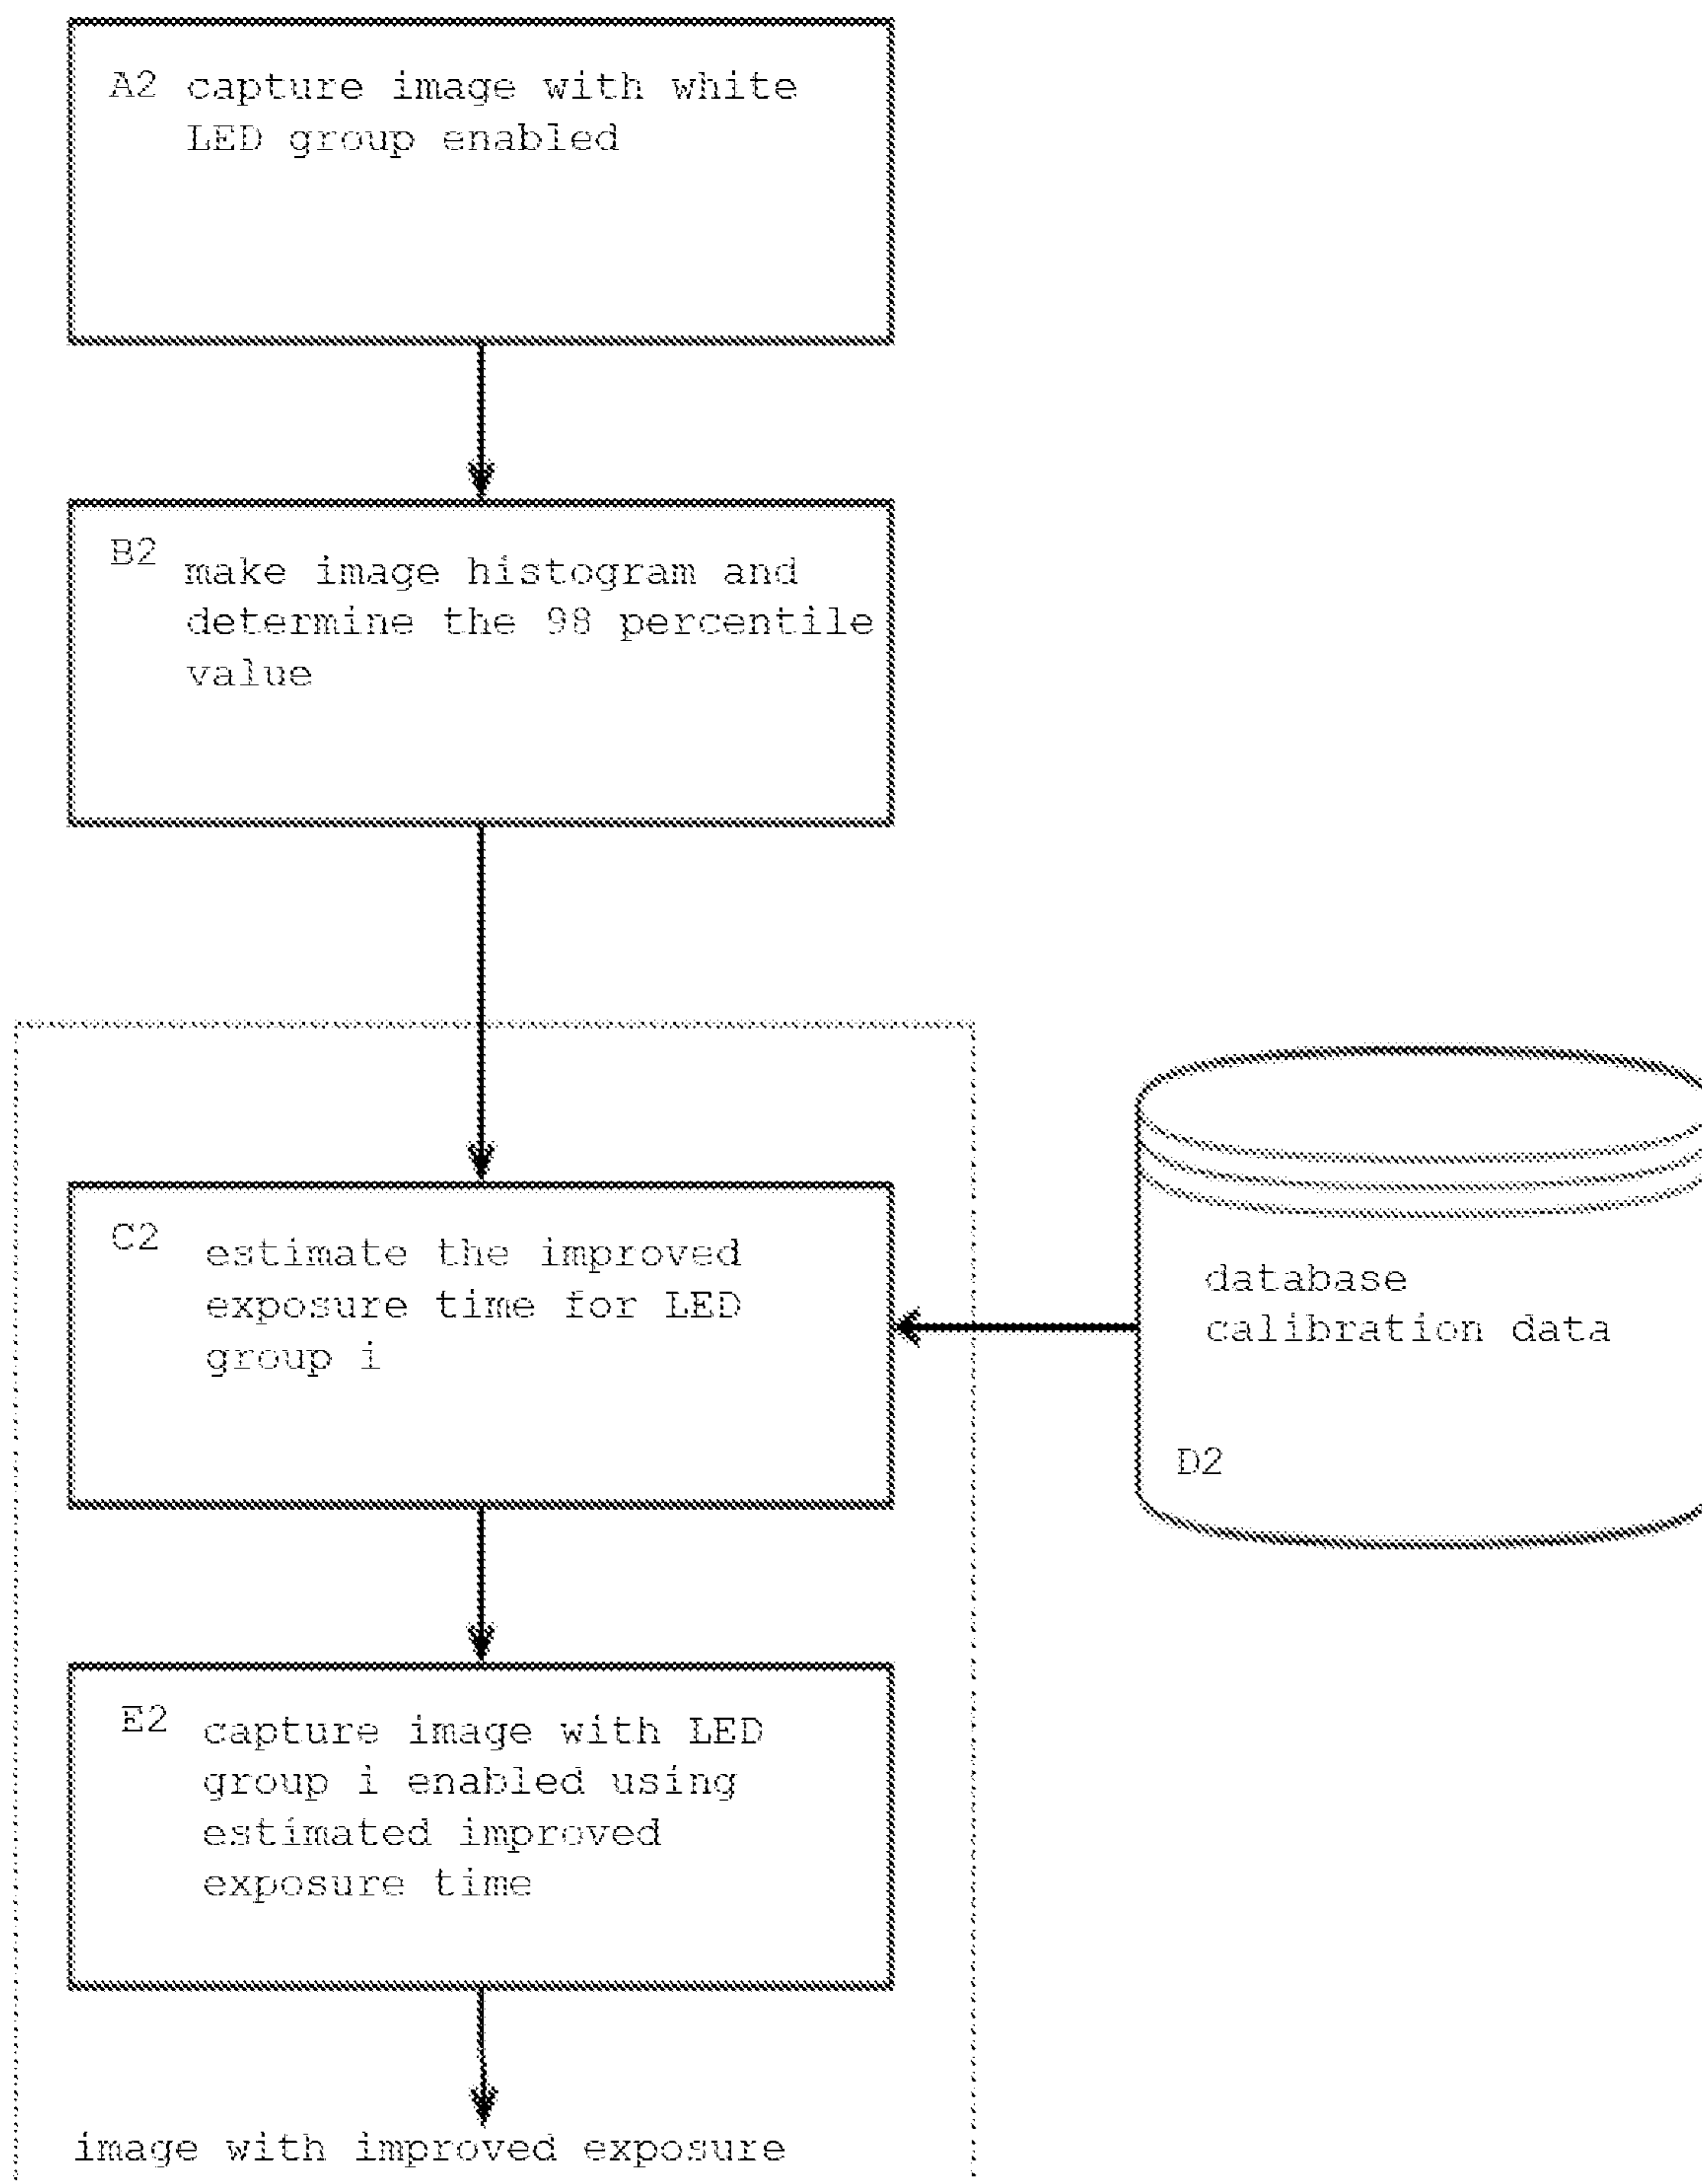 A2 capture image with white
LED group enabled
B2 make image histogram and
determine the 98 percentile
value
C2 estimate the improved
exposure time for LED
group i
database
calibration data
D2
E2 capture image with LED
group i enabled using
estimated improved
exposure time
image with improved exposure